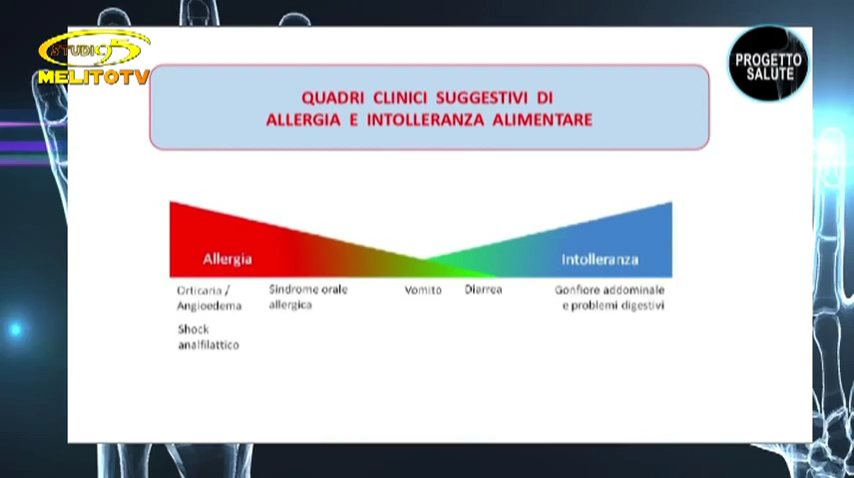 STUDIO 5
MELITOTV
PROGETTO
SALUTE
QUADRI CLINICI SUGGESTIVI DI
ALLERGIA E INTOLLERANZA ALIMENTARE
Allergia
Intolleranza
Orticaria /
Angioedema
Sindrome orale
allergica
Vomito
Diarrea
Gonfiore addominale
e problemi digestivi
Shock
analfilattico